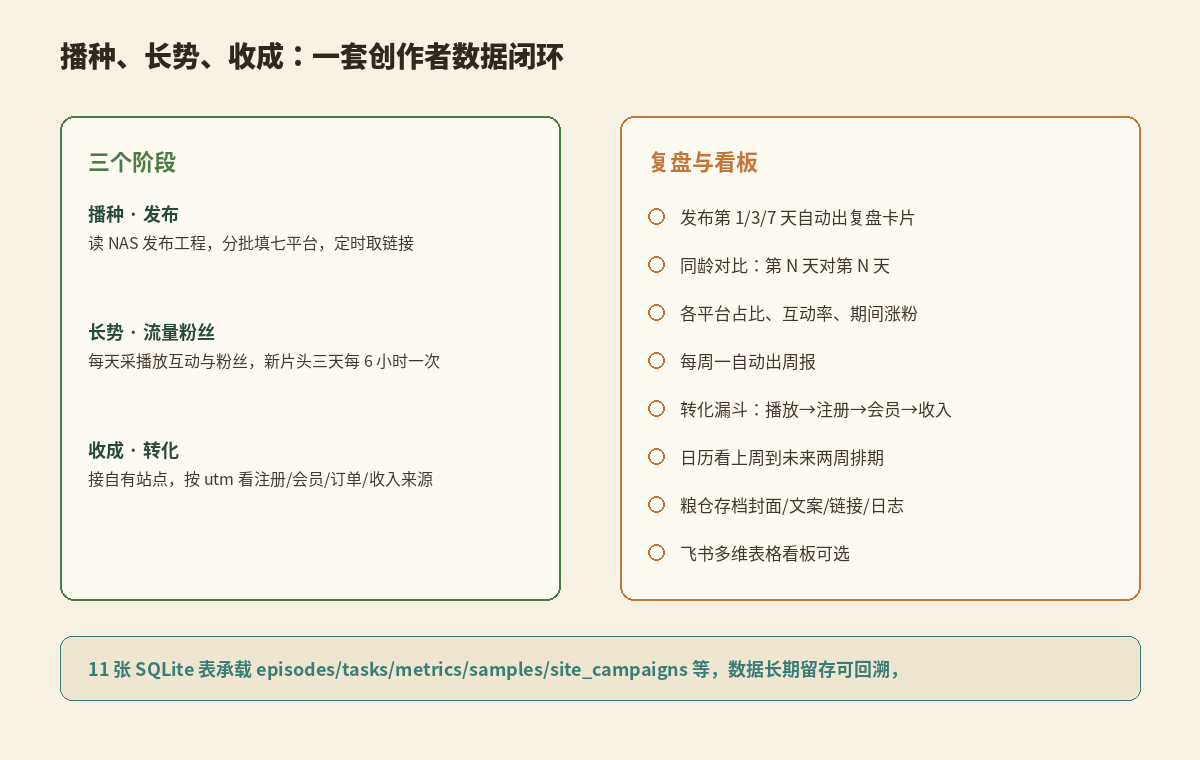 播种、长势、收成：一套创作者数据闭环
三个阶段
播种 · 发布
读 NAS 发布工程，分批填七平台，定时取链接
长势 · 流量粉丝
每天采播放互动与粉丝，新片头三天每 6 小时一次
收成 · 转化
接自有站点，按 utm 看注册/会员/订单/收入来源
复盘与看板
发布第 1/3/7 天自动出复盘卡片
同龄对比：第 N 天对第 N 天
各平台占比、互动率、期间涨粉
每周一自动出周报
转化漏斗：播放→注册→会员→收入
日历看上周到未来两周排期
粮仓存档封面/文案/链接/日志
飞书多维表格看板可选
11 张 SQLite 表承载 episodes/tasks/metrics/samples/site_campaigns 等，数据长期留存可回溯，